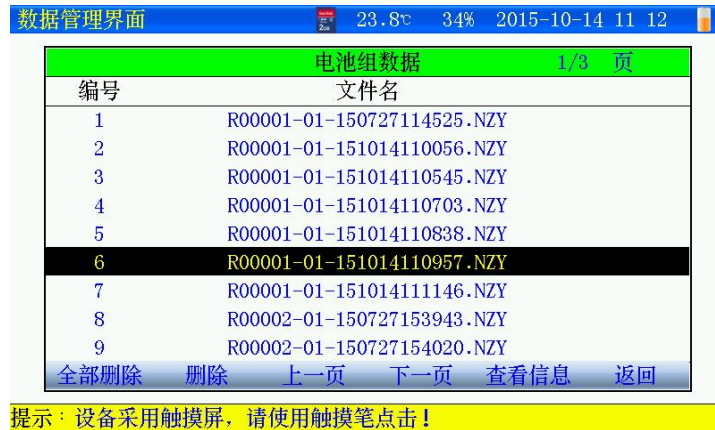 数据管理界面 23.8℃ 34% 2015-10-14 11 12
电池组数据 1/3 页
编号 文件名
1 R00001-01-150727114525.NZY
2 R00001-01-151014110056.NZY
3 R00001-01-151014110545.NZY
4 R00001-01-151014110703.NZY
5 R00001-01-151014110838.NZY
6 R00001-01-151014110957.NZY
7 R00001-01-151014111146.NZY
8 R00002-01-150727153943.NZY
9 R00002-01-150727154020.NZY
全部删除 删除 上一页 下一页 查看信息 返回
提示：设备采用触摸屏，请使用触摸笔点击！